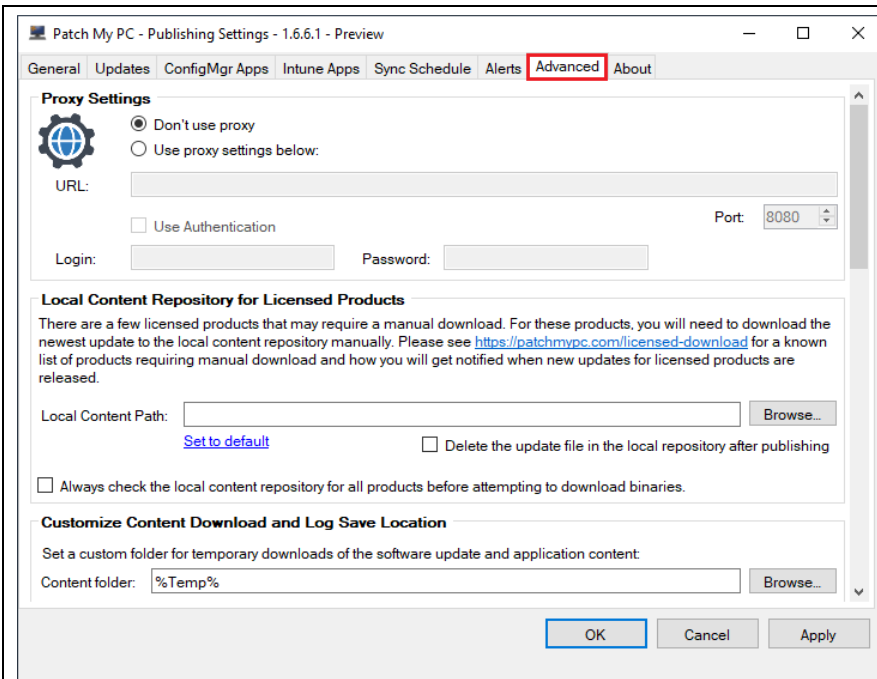 Patch My PC - Publishing Settings - 1.6.6.1 - Preview
General Updates ConfigMgr Apps Intune Apps Sync Schedule Alerts Advanced About
Proxy Settings
Don't use proxy
Use proxy settings below:
URL:
Use Authentication
Port: 8080
Login: Password:
Local Content Repository for Licensed Products
There are a few licensed products that may require a manual download. For these products, you will need to download the
newest update to the local content repository manually. Please see https://patchmypc.com/licensed-download for a known
list of products requiring manual download and how you will get notified when new updates for licensed products are
released.
Local Content Path: Browse...
Set to default Delete the update file in the local repository after publishing
Always check the local content repository for all products before attempting to download binaries.
Customize Content Download and Log Save Location
Set a custom folder for temporary downloads of the software update and application content:
Content folder: %Temp% Browse...
OK Cancel Apply